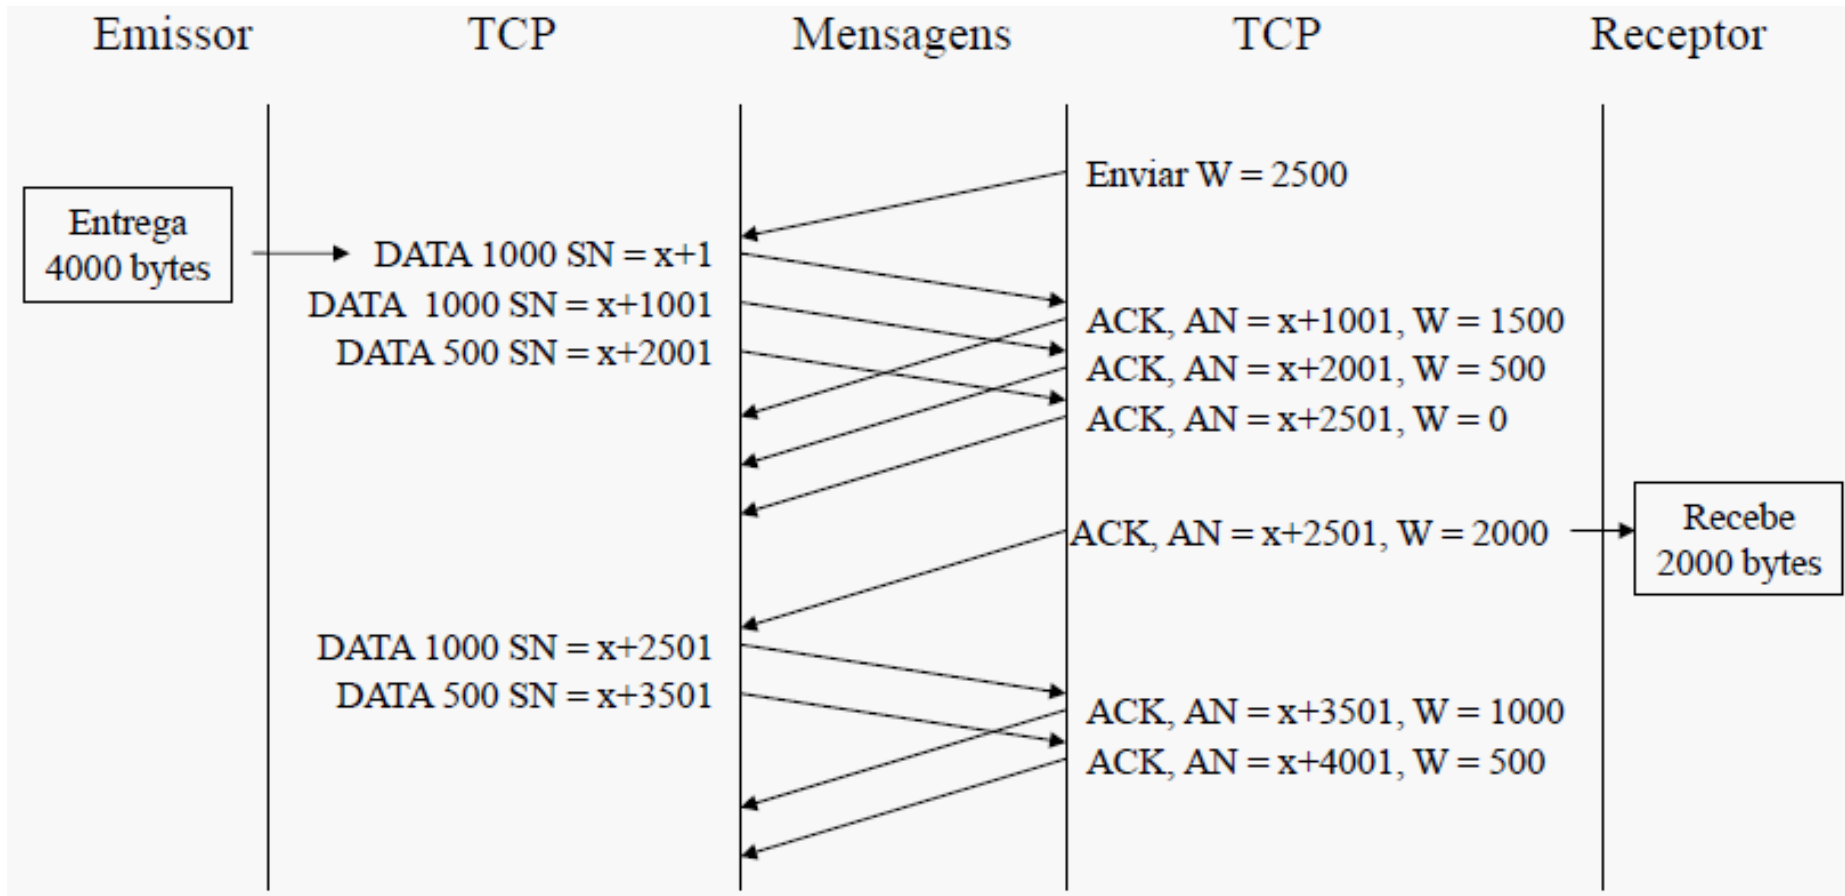 Emissor TCP Mensagens TCP Receptor
Enviar W = 2500
Entrega
4000 bytes
DATA 1000 SN = x+1
DATA 1000 SN = x+1001
DATA 500 SN = x+2001
ACK, AN = x+1001, W = 1500
ACK, AN = x+2001, W = 500
ACK, AN = x+2501, W = 0
ACK, AN = x+2501, W = 2000
Recebe
2000 bytes
DATA 1000 SN = x+2501
DATA 500 SN = x+3501
ACK, AN = x+3501, W = 1000
ACK, AN = x+4001, W = 500